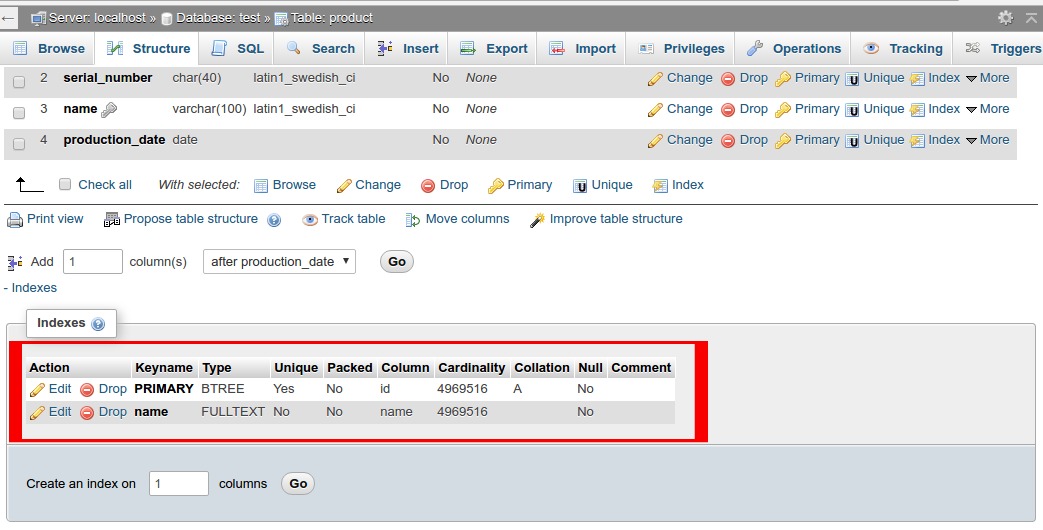 Server: localhost » Database: test » Table: product
Browse Structure SQL Search Insert Export Import Privileges Operations Tracking Triggers
2 serial_number char(40) latin1_swedish_ci No None Change Drop Primary Unique Index More
3 name varchar(100) latin1_swedish_ci No None Change Drop Primary Unique Index More
4 production_date date No None Change Drop Primary Unique Index More
Check all With selected: Browse Change Drop Primary Unique Index
Print view Propose table structure Track table Move columns Improve table structure
Add 1 column(s) after production_date Go
- Indexes
Indexes
Action Keyname Type Unique Packed Column Cardinality Collation Null Comment
Edit Drop PRIMARY BTREE Yes No id 4969516 A No
Edit Drop name FULLTEXT No No name 4969516 No
Create an index on 1 columns Go